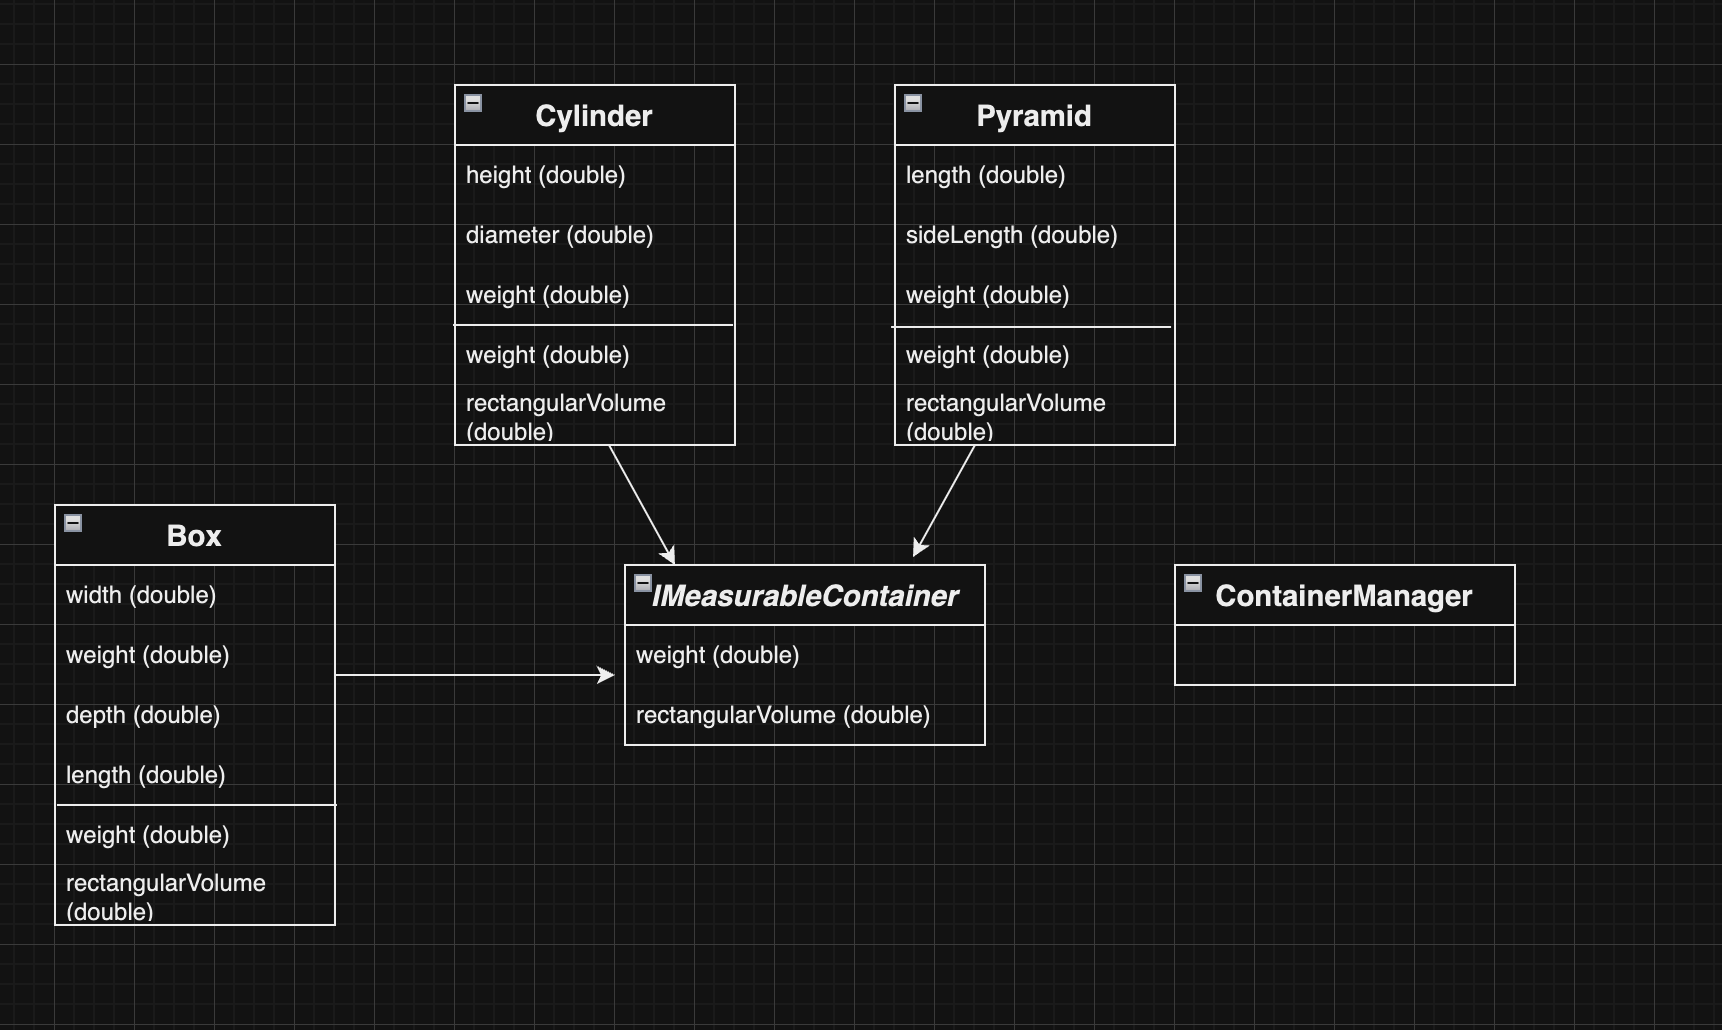 Cylinder
height (double)
diameter (double)
weight (double)
weight (double)
rectangularVolume
(double)
Pyramid
length (double)
sideLength (double)
weight (double)
weight (double)
rectangularVolume
(double)
Box
width (double)
weight (double)
depth (double)
length (double)
weight (double)
rectangularVolume
(double)
IMeasurableContainer
weight (double)
rectangularVolume (double)
ContainerManager